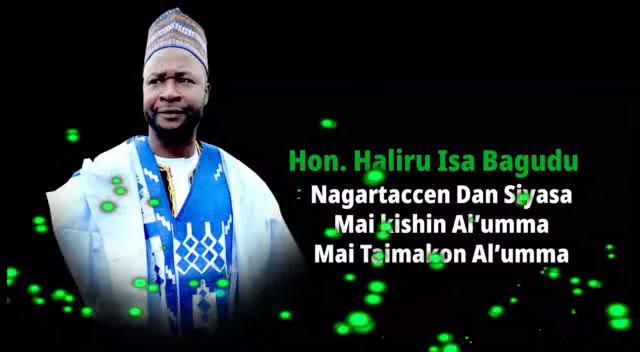 Hon. Haliru Isa Bagudu
Nagartaccen Dan Siyasa
Mai kishin Al'umma
Mai Taimakon Al'umma